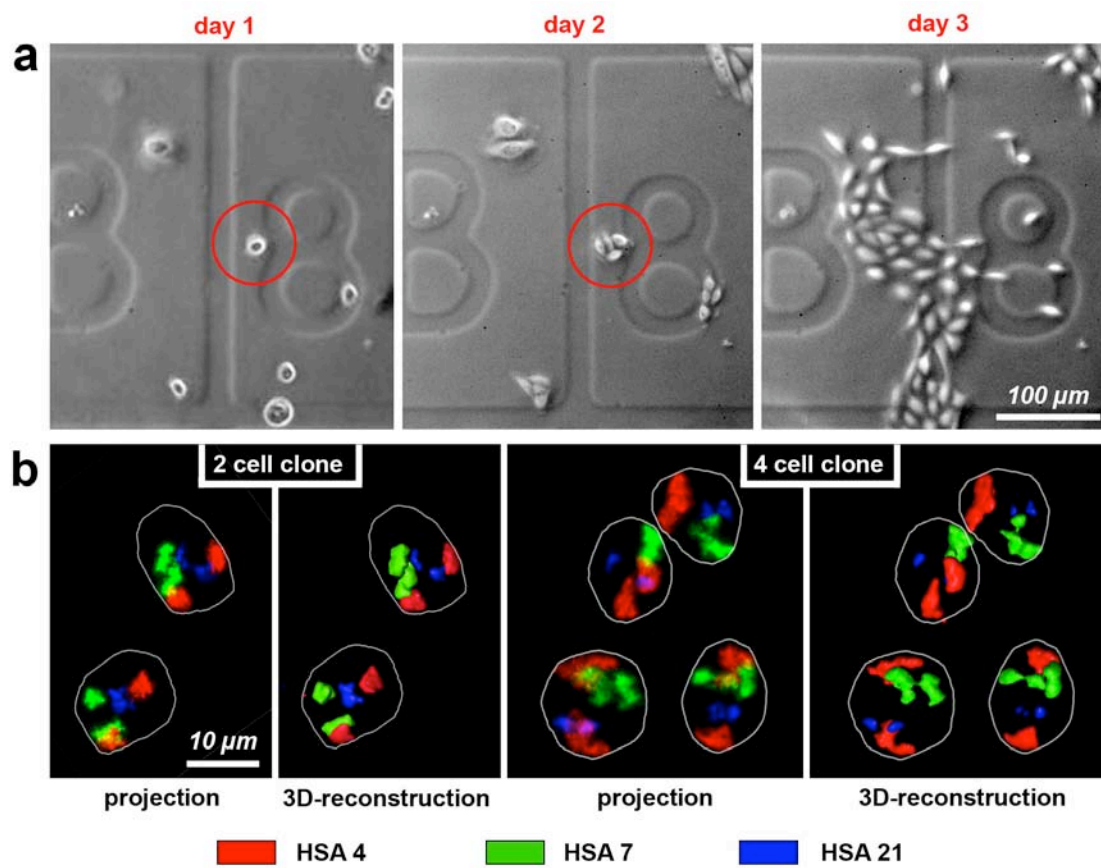 day 1 day 2 day 3
a
100 µm
b
2 cell clone 4 cell clone
10 µm
projection 3D-reconstruction projection 3D-reconstruction
HSA 4 HSA 7 HSA 21